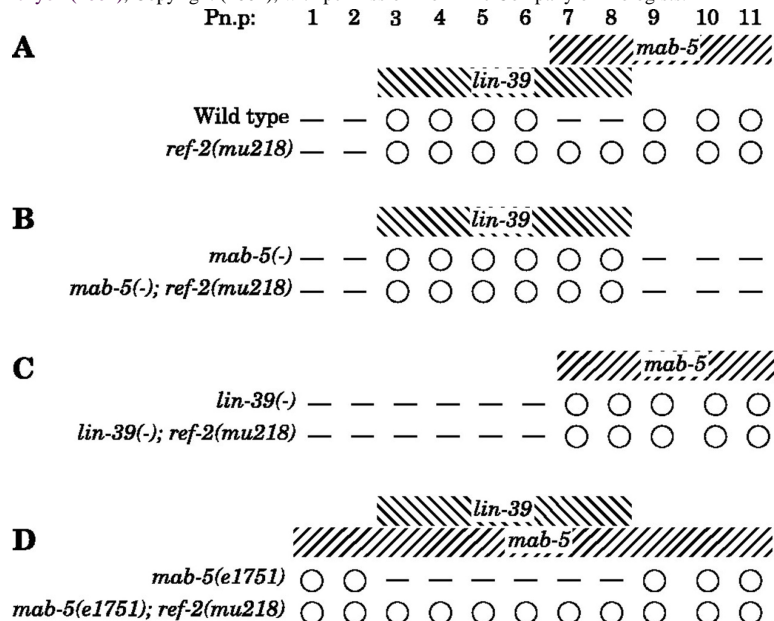 Pn.p: 1 2 3 4 5 6 7 8 9 10 11
A
mab-5
lin-39
Wild type
ref-2(mu218)
B
lin-39
mab-5(-)
mab-5(-); ref-2(mu218)
C
mab-5
lin-39(-)
lin-39(-); ref-2(mu218)
D
lin-39
mab-5
mab-5(e1751)
mab-5(e1751); ref-2(mu218)